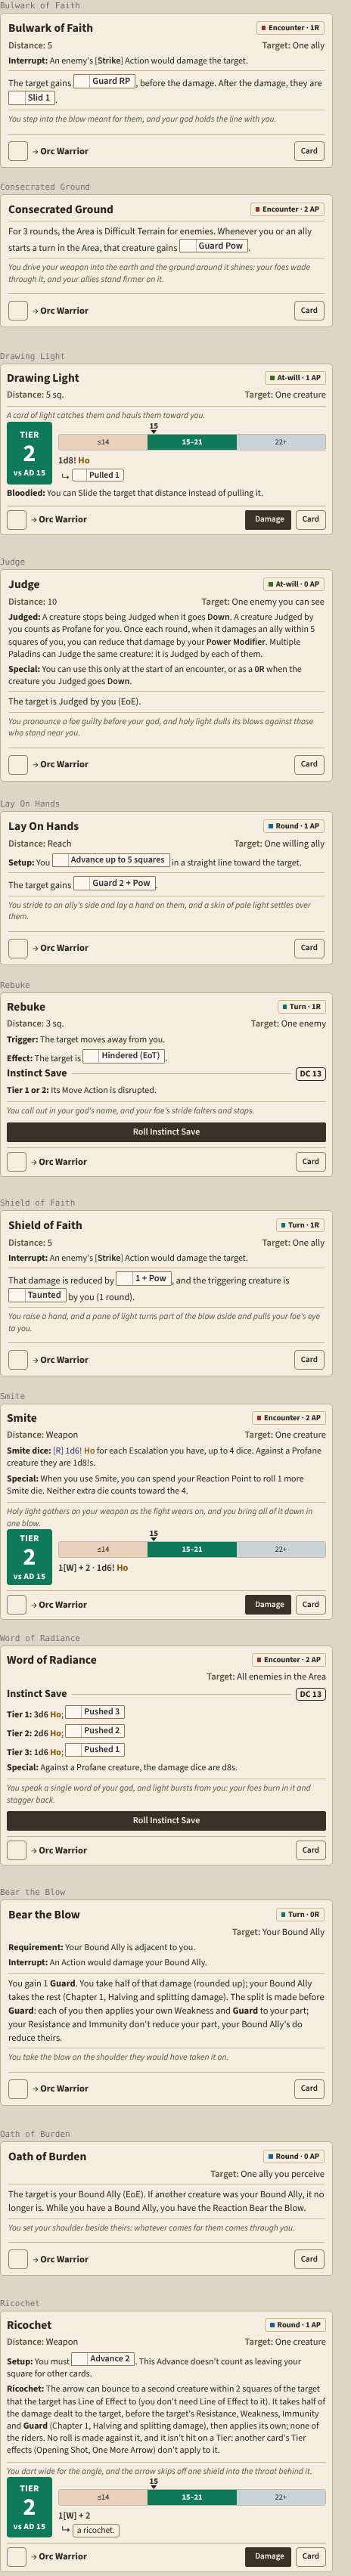 Bulwark of Faith
Bulwark of Faith
Encounter · 1R
Distance: 5
Target: One ally
Interrupt: An enemy's [Strike] Action would damage the target.
The target gains Guard RP, before the damage. After the damage, they are
Slid 1.
You step into the blow meant for them, and your god holds the line with you.
→ Orc Warrior
Card
Consecrated Ground
Consecrated Ground
Encounter · 2 AP
For 3 rounds, the Area is Difficult Terrain for enemies. Whenever you or an ally
starts a turn in the Area, that creature gains Guard Pow.
You drive your weapon into the earth and the ground around it shines: your foes wade
through it, and your allies stand firmer on it.
→ Orc Warrior
Card
Drawing Light
Drawing Light
At-will · 1 AP
Distance: 5 sq.
Target: One creature
A card of light catches them and hauls them toward you.
TIER
2
vs AD 15
15
≤14
15–21
22+
1d8! Ho
Pulled 1
Bloodied: You can Slide the target that distance instead of pulling it.
→ Orc Warrior
Damage
Card
Judge
Judge
At-will · 0 AP
Distance: 10
Target: One enemy you can see
Judged: A creature stops being Judged when it goes Down. A creature Judged by
you counts as Profane for you. Once each round, when it damages an ally within 5
squares of you, you can reduce that damage by your Power Modifier. Multiple
Paladins can Judge the same creature: it is Judged by each of them.
Special: You can use this only at the start of an encounter, or as a 0R when the
creature you Judged goes Down.
The target is Judged by you (EoE).
You pronounce a foe guilty before your god, and holy light dulls its blows against those
who stand near you.
→ Orc Warrior
Card
Lay On Hands
Lay On Hands
Round · 1 AP
Distance: Reach
Target: One willing ally
Setup: You Advance up to 5 squares in a straight line toward the target.
The target gains Guard 2 + Pow.
You stride to an ally's side and lay a hand on them, and a skin of pale light settles over
them.
→ Orc Warrior
Card
Rebuke
Rebuke
Turn · 1R
Distance: 3 sq.
Target: One enemy
Trigger: The target moves away from you.
Effect: The target is Hindered (EoT).
Instinct Save
DC 13
Tier 1 or 2: Its Move Action is disrupted.
You call out in your god's name, and your foe's stride falters and stops.
Roll Instinct Save
→ Orc Warrior
Card
Shield of Faith
Shield of Faith
Turn · 1R
Distance: 5
Target: One ally
Interrupt: An enemy's [Strike] Action would damage the target.
That damage is reduced by 1 + Pow, and the triggering creature is
Taunted by you (1 round).
You raise a hand, and a pane of light turns part of the blow aside and pulls your foe's eye
to you.
→ Orc Warrior
Card
Smite
Smite
Encounter · 2 AP
Distance: Weapon
Target: One creature
Smite dice: [R] 1d6! Ho for each Escalation you have, up to 4 dice. Against a Profane
creature they are 1d8!s.
Special: When you use Smite, you can spend your Reaction Point to roll 1 more
Smite die. Neither extra die counts toward the 4.
Holy light gathers on your weapon as the fight wears on, and you bring all of it down in
one blow.
TIER
2
vs AD 15
15
≤14
15–21
22+
1[W] + 2 · 1d6! Ho
→ Orc Warrior
Damage
Card
Word of Radiance
Word of Radiance
Encounter · 2 AP
Target: All enemies in the Area
Instinct Save
DC 13
Tier 1: 3d6 Ho; Pushed 3
Tier 2: 2d6 Ho; Pushed 2
Tier 3: 1d6 Ho; Pushed 1
Special: Against a Profane creature, the damage dice are d8s.
You speak a single word of your god, and light bursts from you: your foes burn in it and
stagger back.
Roll Instinct Save
→ Orc Warrior
Card
Bear the Blow
Bear the Blow
Turn · 0R
Target: Your Bound Ally
Requirement: Your Bound Ally is adjacent to you.
Interrupt: An Action would damage your Bound Ally.
You gain 1 Guard. You take half of that damage (rounded up); your Bound Ally
takes the rest (Chapter 1, Halving and splitting damage). The split is made before
Guard: each of you then applies your own Weakness and Guard to your part;
your Resistance and Immunity don't reduce your part, your Bound Ally's do
reduce theirs.
You take the blow on the shoulder they would have taken it on.
→ Orc Warrior
Card
Oath of Burden
Oath of Burden
Round · 0 AP
Target: One ally you perceive
The target is your Bound Ally (EoE). If another creature was your Bound Ally, it no
longer is. While you have a Bound Ally, you have the Reaction Bear the Blow.
You set your shoulder beside theirs: whatever comes for them comes through you.
→ Orc Warrior
Card
Ricochet
Ricochet
Round · 1 AP
Distance: Weapon
Target: One creature
Setup: You must Advance 2. This Advance doesn't count as leaving your
square for other cards.
Ricochet: The arrow can bounce to a second creature within 2 squares of the target
that the target has Line of Effect to (you don't need Line of Effect to it). It takes half of
the damage dealt to the target, before the target's Resistance, Weakness, Immunity
and Guard (Chapter 1, Halving and splitting damage), then applies its own; none of
the riders. No roll is made against it, and it isn't hit on a Tier; another card's Tier
effects (Opening Shot, One More Arrow) don't apply to it.
You dart wide for the angle, and the arrow skips off one shield into the throat behind it.
TIER
2
vs AD 15
15
≤14
15–21
22+
1[W] + 2
a ricochet.
→ Orc Warrior
Damage
Card